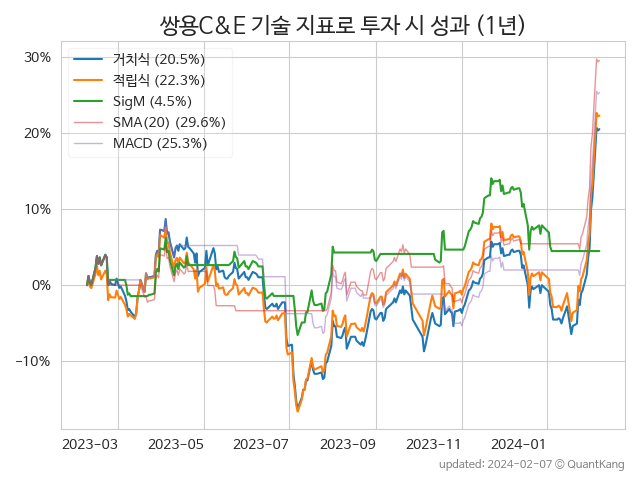 쌍용C&E 기술 지표로 투자 시 성과 (1년)
30%
20%
10%
0%
−10%
거치식 (20.5%)
적립식 (22.3%)
SigM (4.5%)
SMA(20) (29.6%)
MACD (25.3%)
2023-03
2023-05
2023-07
2023-09
2023-11
2024-01
updated: 2024-02-07 © QuantKang